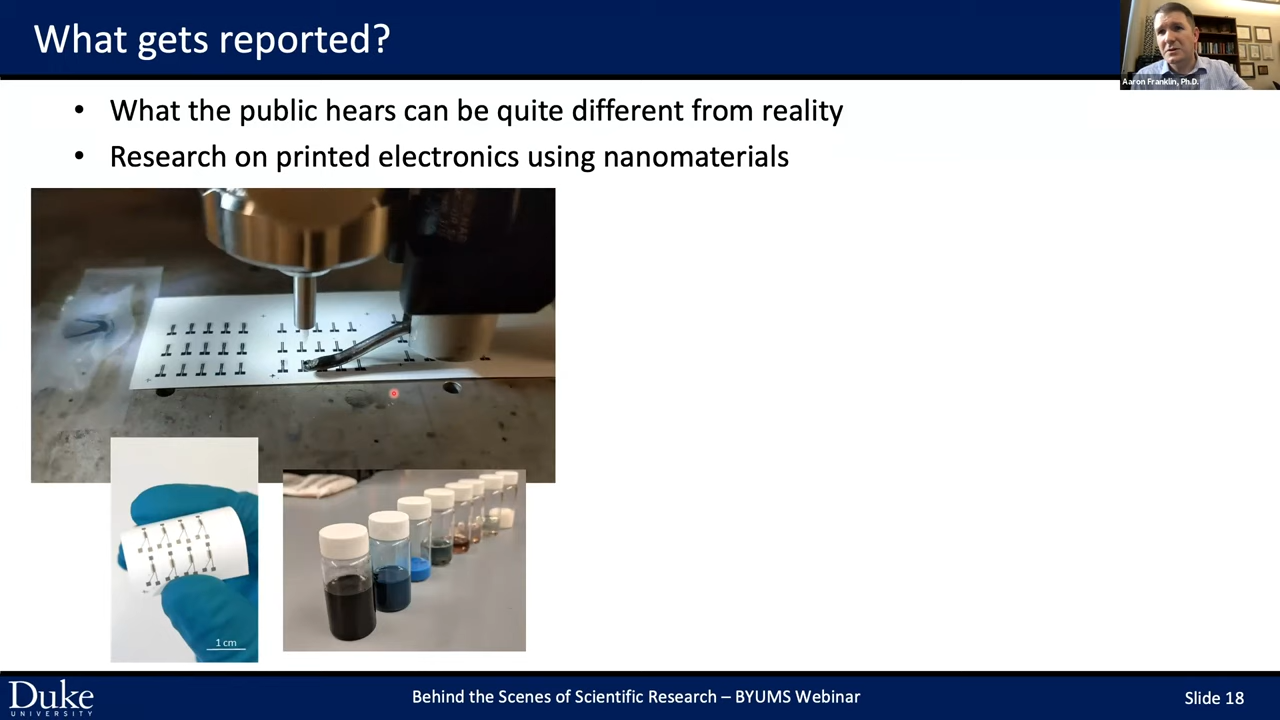 What gets reported?
Aaron Franklin, Ph.D.
• What the public hears can be quite different from reality
• Research on printed electronics using nanomaterials
1 cm
Duke
UNIVERSITY
Behind the Scenes of Scientific Research – BYUMS Webinar
Slide 18